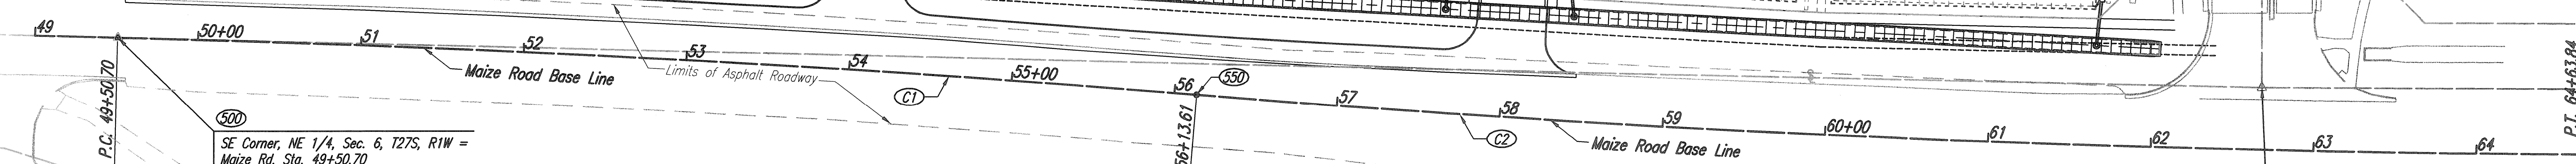 49
50+00
51
52
53
54
55+00
56
57
58
59
60+00
61
62
63
64
Maize Road Base Line
Limits of Asphalt Roadway
C1
550
C2
Maize Road Base Line
P.C. 49+50.70
500
SE Corner, NE 1/4, Sec. 6, T27S, R1W =
Maize Rd. Sta. 49+50.70
56+13.61
P.T. 64+63.84